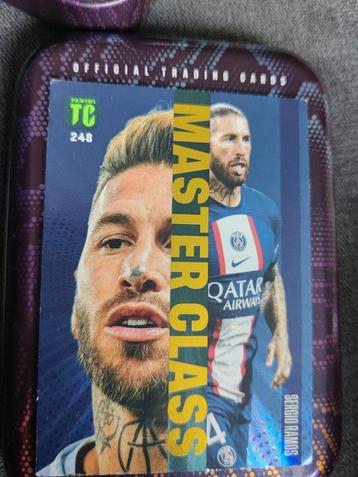 OFFICIAL TRADING CARDS
PANINI
TC
248
MASTER CLASS
QATAR
AIRWAYS
4
SERGIO RAMOS